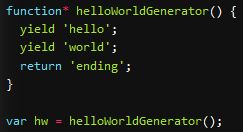 function* helloWorldGenerator() {
  yield 'hello';
  yield 'world';
  return 'ending';
}

var hw = helloWorldGenerator();